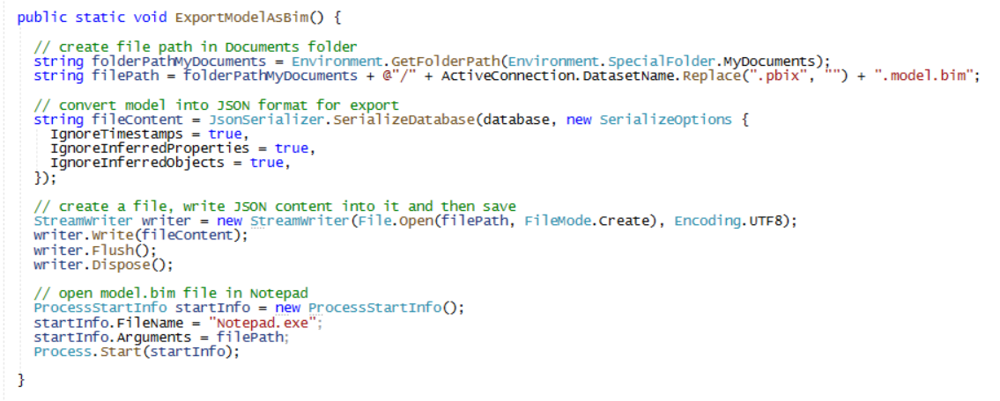 public static void ExportModelAsBim() {
// create file path in Documents folder
string folderPathMyDocuments = Environment.GetFolderPath(Environment.SpecialFolder.MyDocuments);
string filePath = folderPathMyDocuments + @"/" + ActiveConnection.DatasetName.Replace(".pbix", "") + ".model.bim";
// convert model into JSON format for export
string fileContent = JsonSerializer.SerializeDatabase(database, new SerializeOptions {
IgnoreTimestamps = true,
IgnoreInferredProperties = true,
IgnoreInferredObjects = true,
});
// create a file, write JSON content into it and then save
StreamWriter writer = new StreamWriter(File.Open(filePath, FileMode.Create), Encoding.UTF8);
writer.Write(fileContent);
writer.Flush();
writer.Dispose();
// open model.bim file in Notepad
ProcessStartInfo startInfo = new ProcessStartInfo();
startInfo.FileName = "Notepad.exe";
startInfo.Arguments = filePath;
Process.Start(startInfo);
}